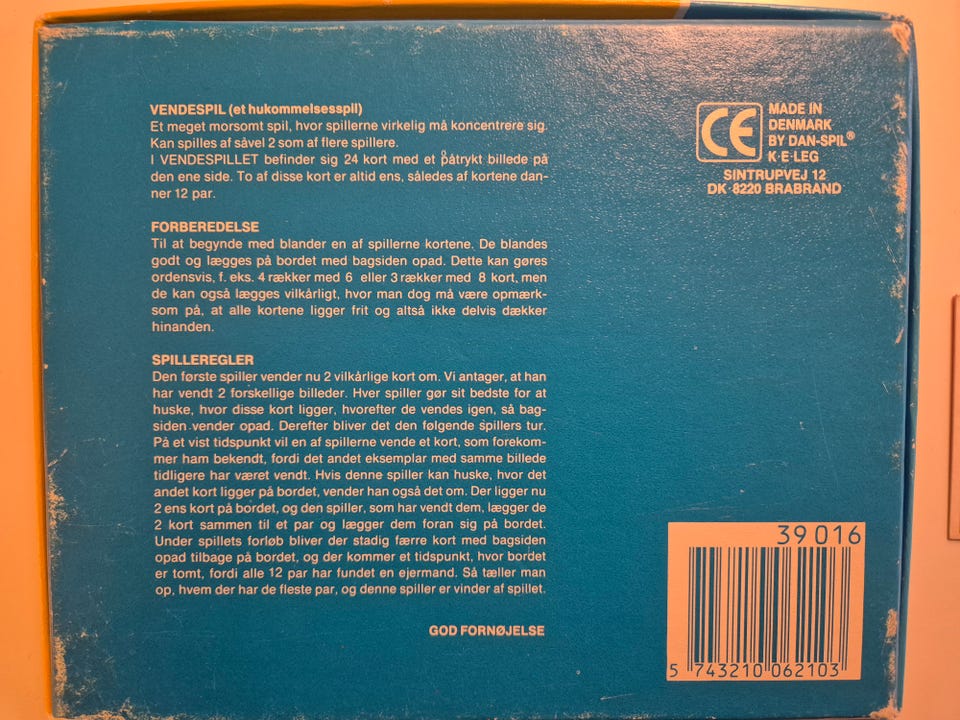 VENDESPIL (et hukommelsesspil)
Et meget morsomt spil, hvor spillerne virkelig må koncentrere sig.
Kan spilles af såvel 2 som af flere spillere.
I VENDESPILLET befinder sig 24 kort med et påtrykt billede på
den ene side. To af disse kort er altid ens, således af kortene dan-
ner 12 par.
FORBEREDELSE
Til at begynde med blander en af spillerne kortene. De blandes
godt og lægges på bordet med bagsiden opad. Dette kan gøres
ordensvis, f. eks. 4 rækker med 6 eller 3 rækker med 8 kort, men
de kan også lægges vilkårligt, hvor man dog må være opmærk-
som på, at alle kortene ligger frit og altså ikke delvis dækker
hinanden.
SPILLEREGLER
Den første spiller vender nu 2 vilkårlige kort om. Vi antager, at han
har vendt 2 forskellige billeder. Hver spiller gør sit bedste for at
huske, hvor disse kort ligger, hvorefter de vendes igen, så bag-
siden vender opad. Derefter bliver det den følgende spillers tur.
På et vist tidspunkt vil en af spillerne vende et kort, som forekom-
mer ham bekendt, fordi det andet eksemplar med samme billede
tidligere har været vendt. Hvis denne spiller kan huske, hvor det
andet kort ligger på bordet, vender han også det om. Der ligger nu
2 ens kort på bordet, og den spiller, som har vendt dem, lægger de
2 kort sammen til et par og lægger dem foran sig på bordet.
Under spillets forløb bliver der stadig færre kort med bagsiden
opad tilbage på bordet, og der kommer et tidspunkt, hvor bordet
er tomt, fordi alle 12 par har fundet en ejermand. Så tæller man
op, hvem der har de fleste par, og denne spiller er vinder af spillet.
GOD FORNØJELSE
CE
MADE IN
DENMARK
BY DAN-SPIL®
K·E·LEG
SINTRUPVEJ 12
DK·8220 BRABRAND
39 016
5 743210 062103